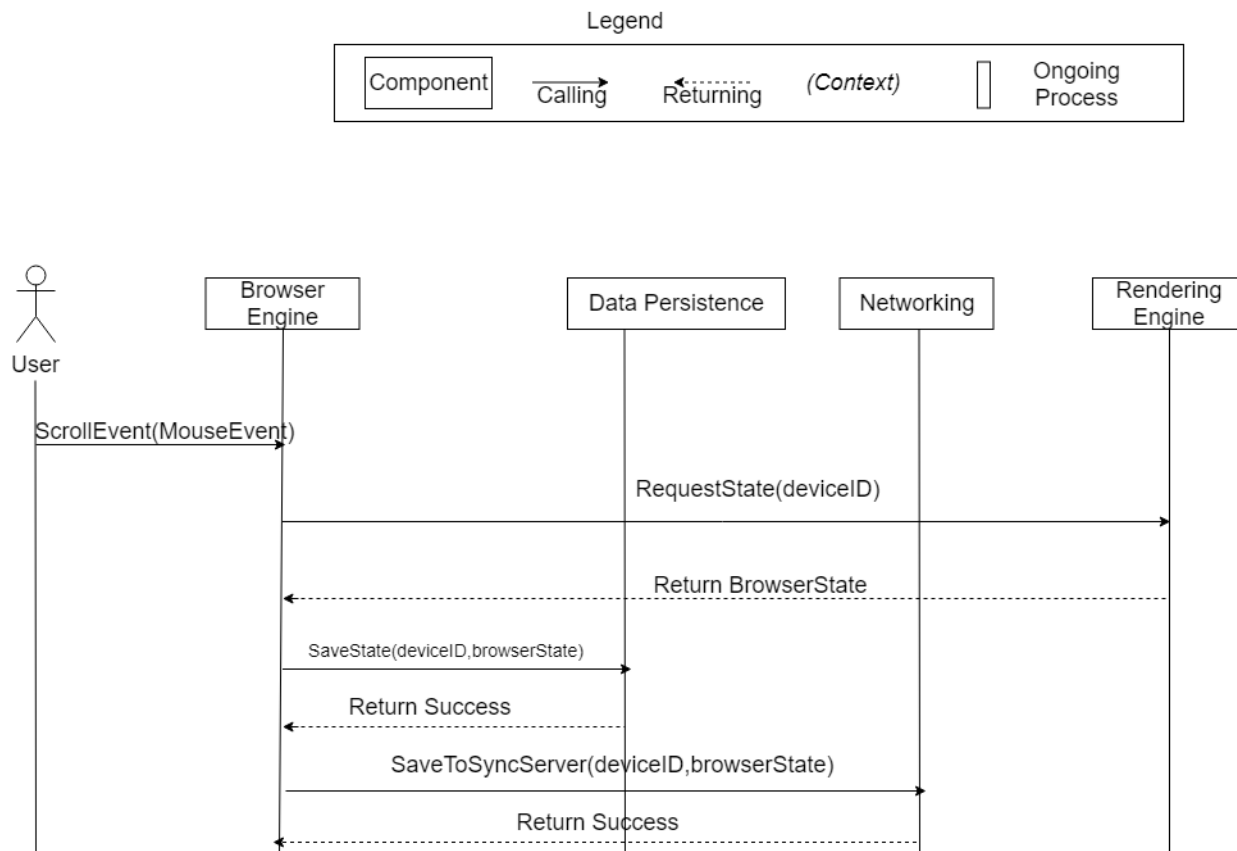 Legend
Component
Calling
Returning
(Context)
Ongoing
Process
User
Browser
Engine
Data Persistence
Networking
Rendering
Engine
ScrollEvent(MouseEvent)
RequestState(deviceID)
Return BrowserState
SaveState(deviceID,browserState)
Return Success
SaveToSyncServer(deviceID,browserState)
Return Success